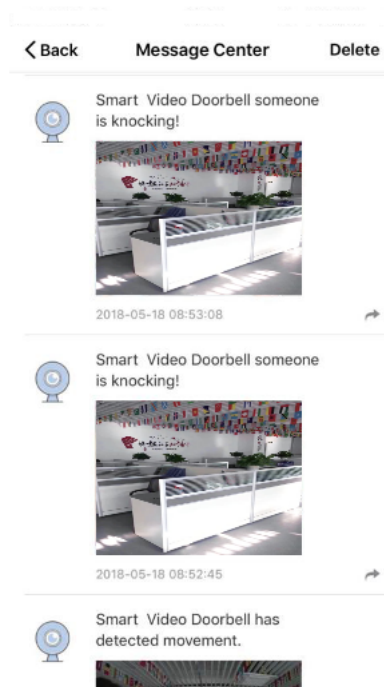 Back Message Center Delete
Smart Video Doorbell someone
is knocking!
2018-05-18 08:53:08
Smart Video Doorbell someone
is knocking!
2018-05-18 08:52:45
Smart Video Doorbell has
detected movement.